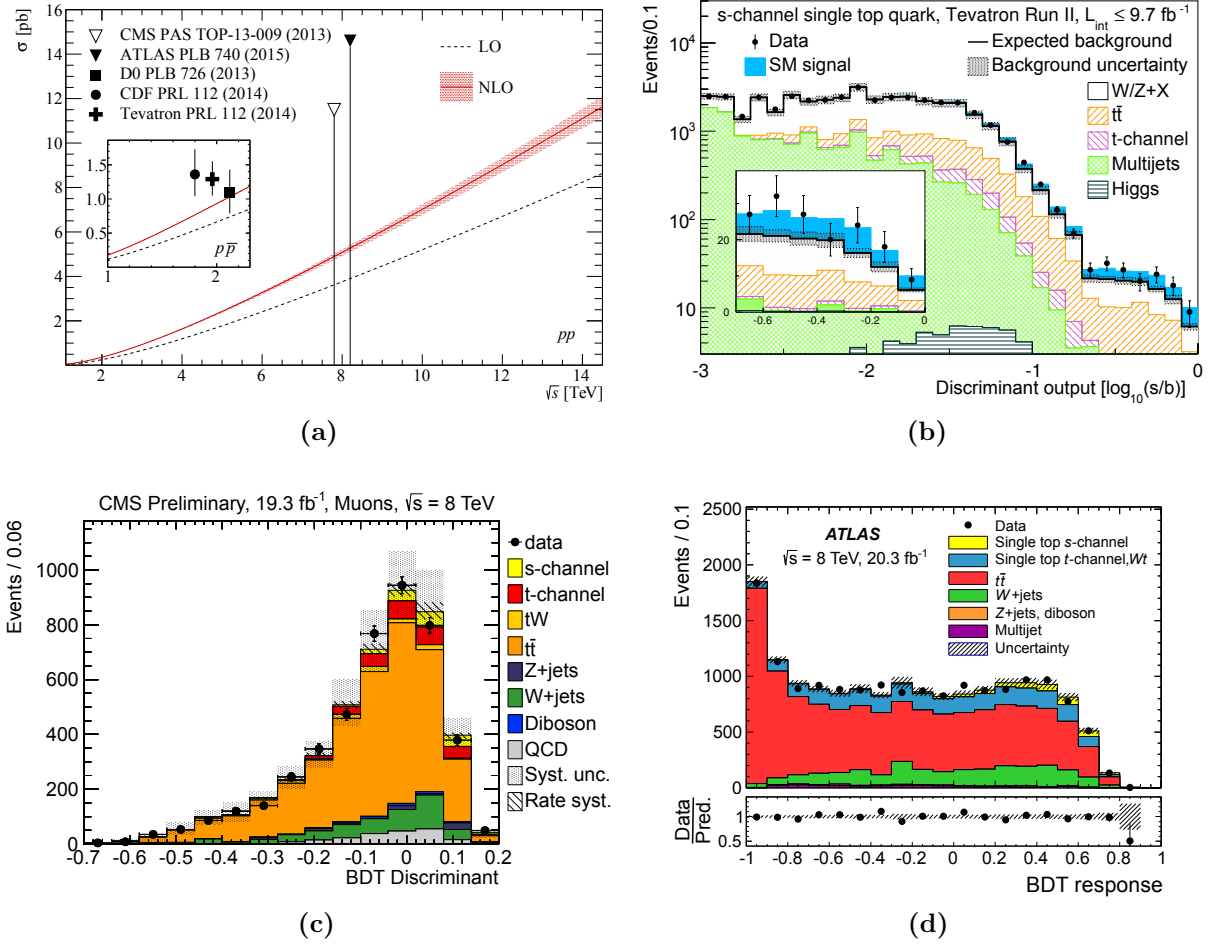 σ [pb]
CMS PAS TOP-13-009 (2013)
ATLAS PLB 740 (2015)
D0 PLB 726 (2013)
CDF PRL 112 (2014)
Tevatron PRL 112 (2014)
LO
NLO
16
14
12
10
8
6
4
2
1.5
1.0
0.5
1
2
pp̄
pp
2 4 6 8 10 12 14
√s [TeV]
(a)
s-channel single top quark, Tevatron Run II, L_int ≤ 9.7 fb⁻¹
Data
SM signal
Expected background
Background uncertainty
W/Z+X
tt̄
t-channel
Multijets
Higgs
Events/0.1
10⁴
10³
10²
10
20
0
-0.6 -0.4 -0.2 0
-3 -2 -1 0
Discriminant output [log₁₀(s/b)]
(b)
CMS Preliminary, 19.3 fb⁻¹, Muons, √s = 8 TeV
Events / 0.06
1000
800
600
400
200
0
data
s-channel
t-channel
tW
tt̄
Z+jets
W+jets
Diboson
QCD
Syst. unc.
Rate syst.
-0.7 -0.6 -0.5 -0.4 -0.3 -0.2 -0.1 0 0.1 0.2
BDT Discriminant
(c)
Events / 0.1
2500
2000
1500
1000
500
0
ATLAS
√s = 8 TeV, 20.3 fb⁻¹
Data
Single top s-channel
Single top t-channel,Wt
tt̄
W+jets
Z+jets, diboson
Multijet
Uncertainty
Data
Pred.
1
0.5
-1 -0.8 -0.6 -0.4 -0.2 0 0.2 0.4 0.6 0.8 1
BDT response
(d)